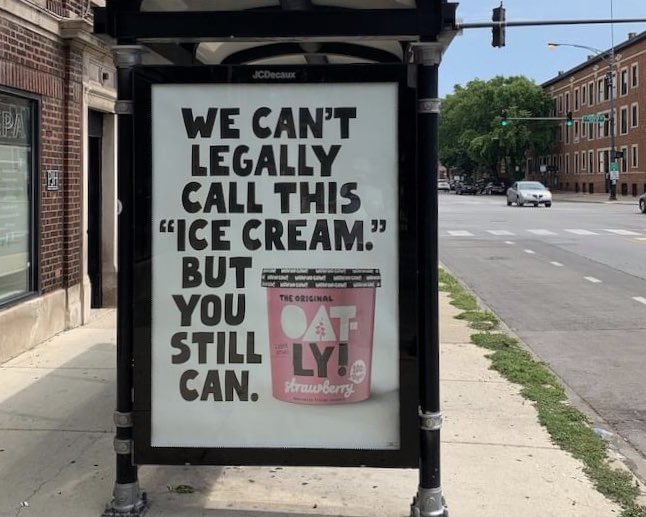 JCDecaux
WE CAN'T
LEGALLY
CALL THIS
“ICE CREAM.”
BUT
YOU
STILL
CAN.
THE ORIGINAL
OAT-
LY!
strawberry